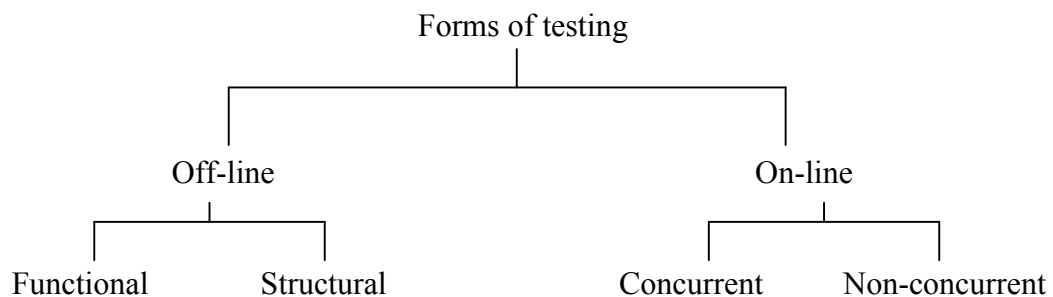 Forms of testing
Off-line
On-line
Functional
Structural
Concurrent
Non-concurrent